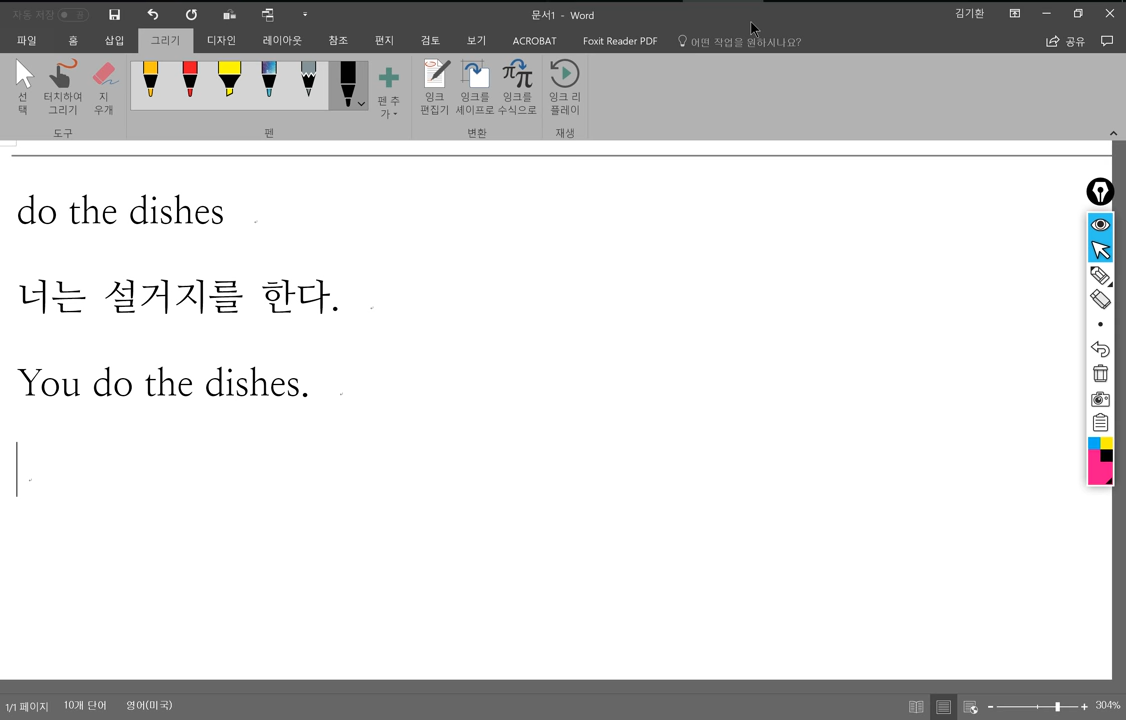 자동 저장
문서1 - Word
김기환
파일 홈 삽입 그리기 디자인 레이아웃 참조 편지 검토 보기 ACROBAT Foxit Reader PDF 어떤 작업을 원하시나요? 공유
선택
터치하여 그리기
지우개
펜 추가
잉크 편집기
잉크를 셰이프로
잉크를 수식으로
잉크 리플레이
도구 펜 변환 재생
do the dishes
너는 설거지를 한다.
You do the dishes.
1/1 페이지 10개 단어 영어(미국) 304%